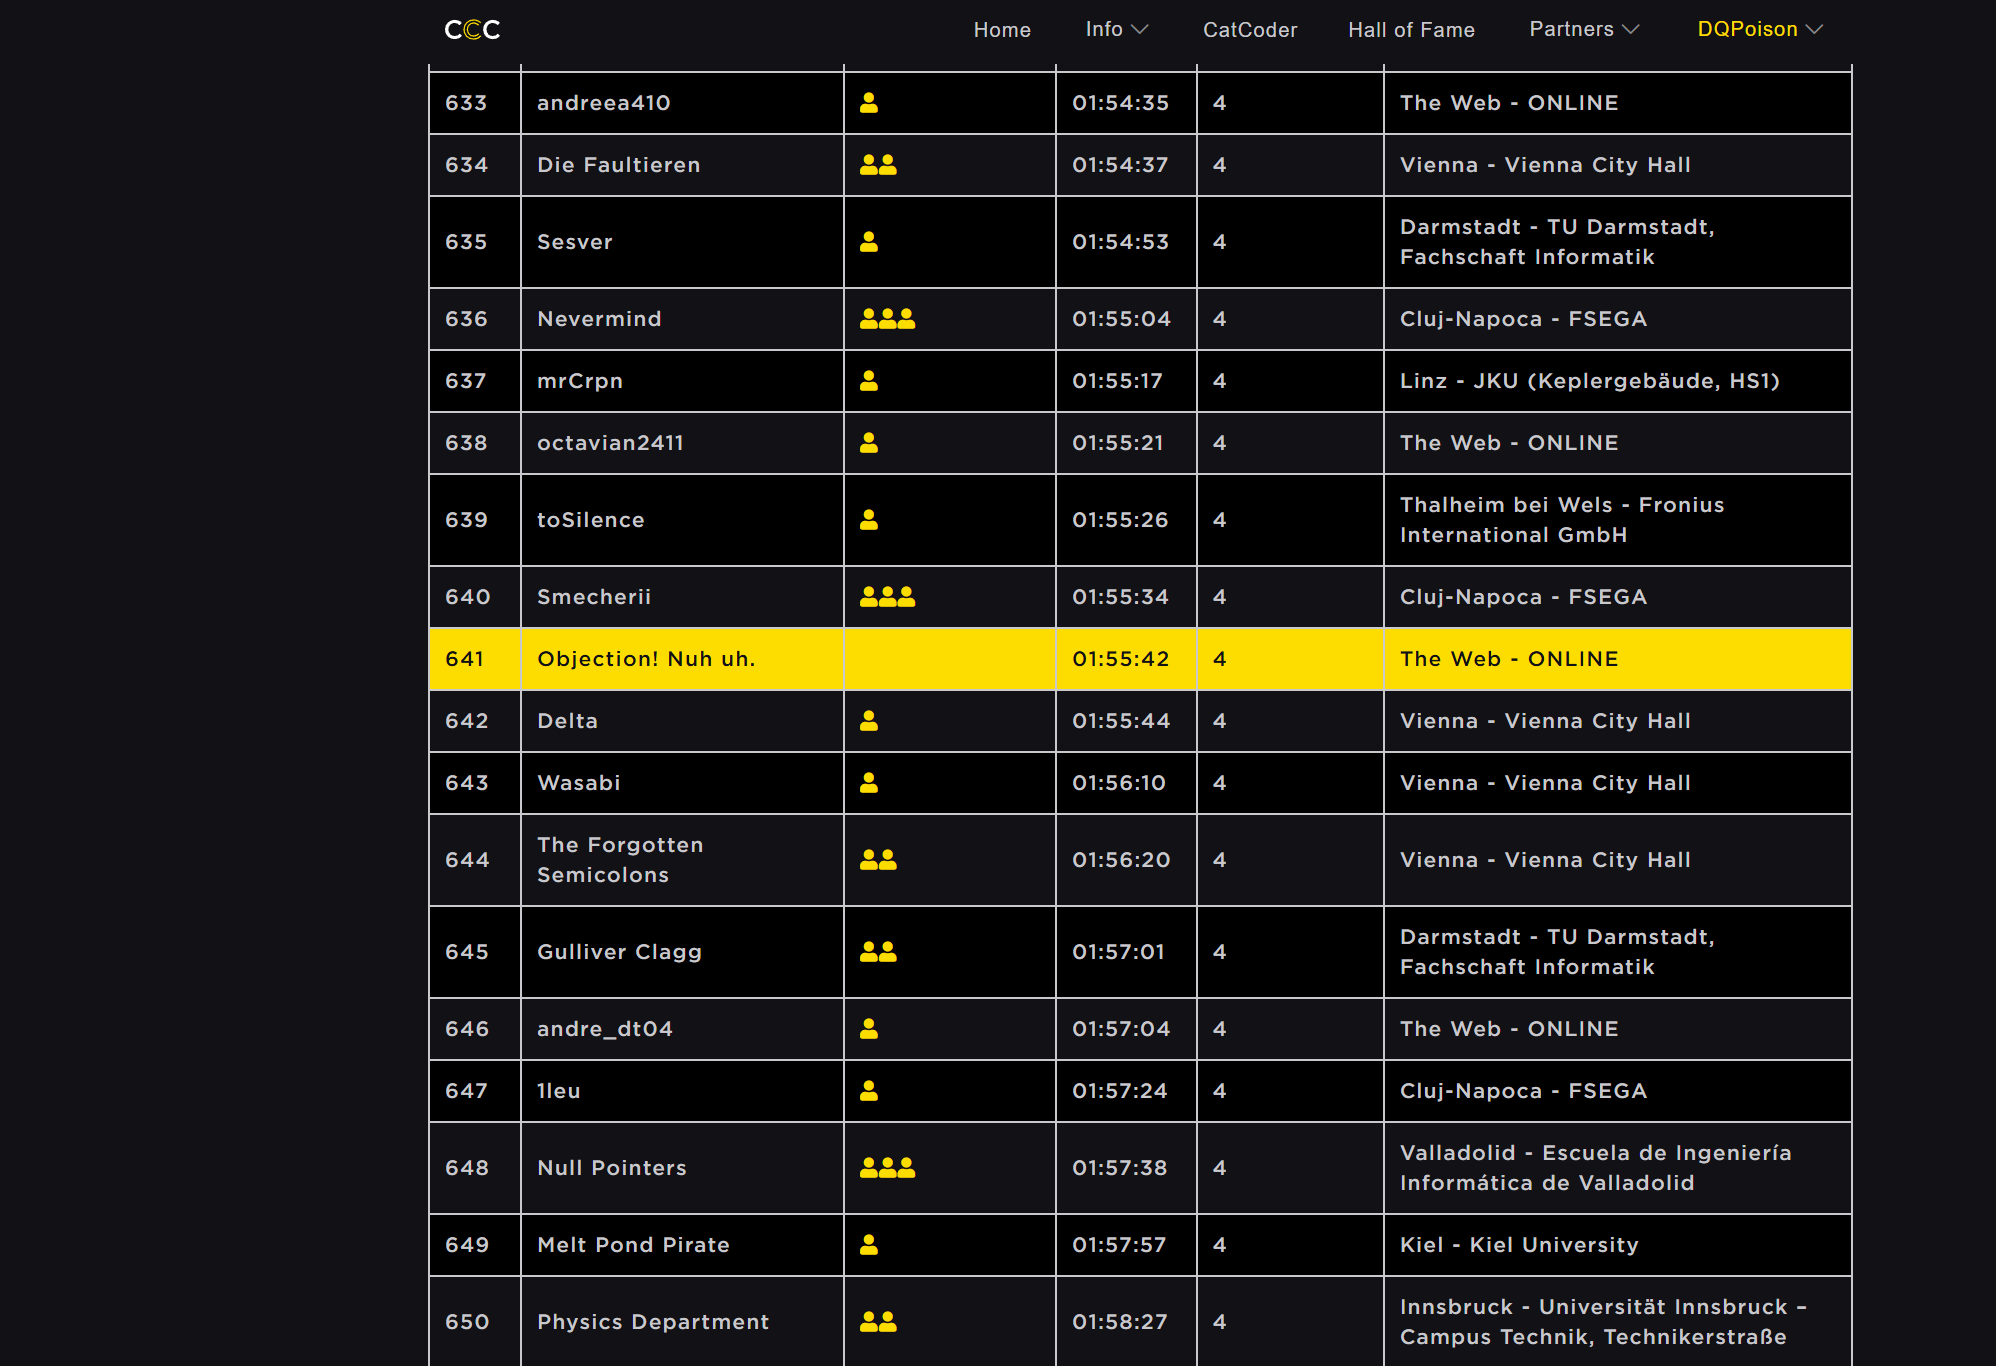 CCC
Home Info CatCoder Hall of Fame Partners DQPoison
633 andreea410 01:54:35 4 The Web - ONLINE
634 Die Faultieren 01:54:37 4 Vienna - Vienna City Hall
635 Sesver 01:54:53 4 Darmstadt - TU Darmstadt,
Fachschaft Informatik
636 Nevermind 01:55:04 4 Cluj-Napoca - FSEGA
637 mrCrpn 01:55:17 4 Linz - JKU (Keplergebäude, HS1)
638 octavian2411 01:55:21 4 The Web - ONLINE
639 toSilence 01:55:26 4 Thalheim bei Wels - Fronius
International GmbH
640 Smecherii 01:55:34 4 Cluj-Napoca - FSEGA
641 Objection! Nuh uh. 01:55:42 4 The Web - ONLINE
642 Delta 01:55:44 4 Vienna - Vienna City Hall
643 Wasabi 01:56:10 4 Vienna - Vienna City Hall
644 The Forgotten
Semicolons 01:56:20 4 Vienna - Vienna City Hall
645 Gulliver Clagg 01:57:01 4 Darmstadt - TU Darmstadt,
Fachschaft Informatik
646 andre_dt04 01:57:04 4 The Web - ONLINE
647 1leu 01:57:24 4 Cluj-Napoca - FSEGA
648 Null Pointers 01:57:38 4 Valladolid - Escuela de Ingeniería
Informática de Valladolid
649 Melt Pond Pirate 01:57:57 4 Kiel - Kiel University
650 Physics Department 01:58:27 4 Innsbruck - Universität Innsbruck –
Campus Technik, Technikerstraße